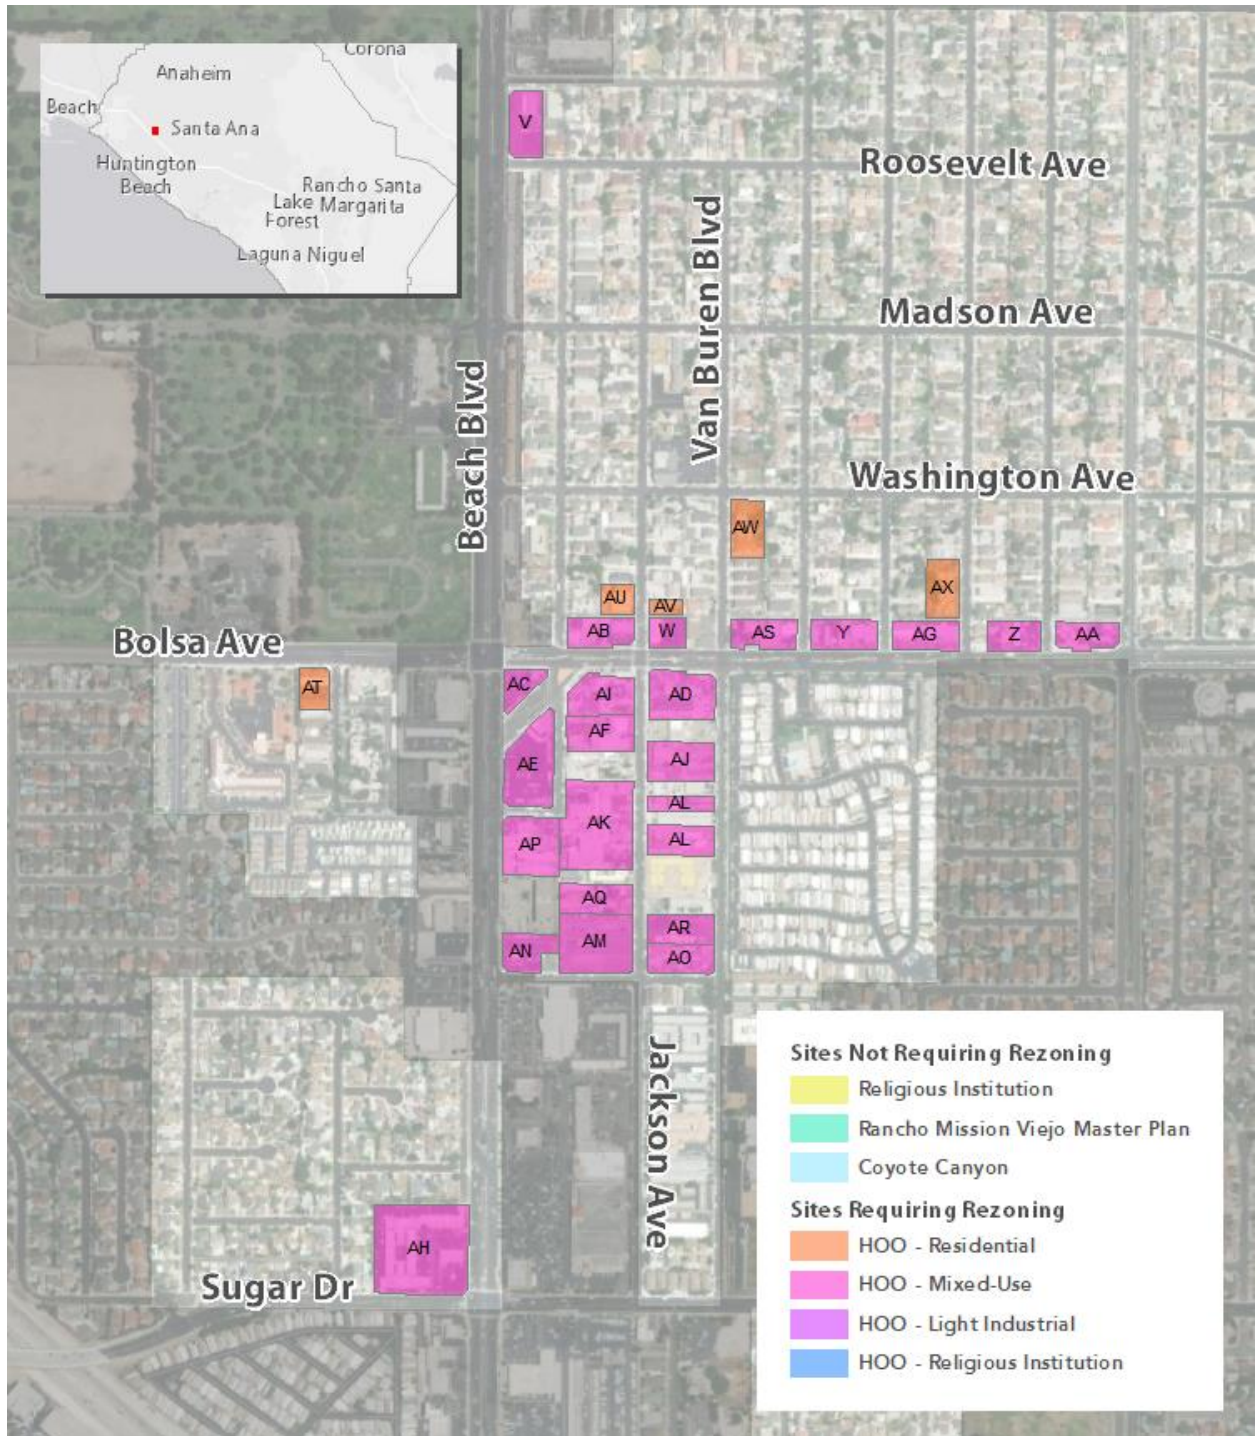 Corona
Anaheim
Beach
Santa Ana
Huntington
Beach
Rancho Santa
Lake Margarita
Forest
Laguna Niguel
V
Roosevelt Ave
Van Buren Blvd
Madson Ave
Beach Blvd
Washington Ave
AW
AX
AU
AV
AB
W
AS
Y
AG
Z
AA
Bolsa Ave
AT
AC
AI
AD
AF
AE
AJ
AL
AK
AL
AP
AQ
AR
AM
AN
AO
Jackson Ave
AH
Sugar Dr
Sites Not Requiring Rezoning
Religious Institution
Rancho Mission Viejo Master Plan
Coyote Canyon
Sites Requiring Rezoning
HOO - Residential
HOO - Mixed-Use
HOO - Light Industrial
HOO - Religious Institution